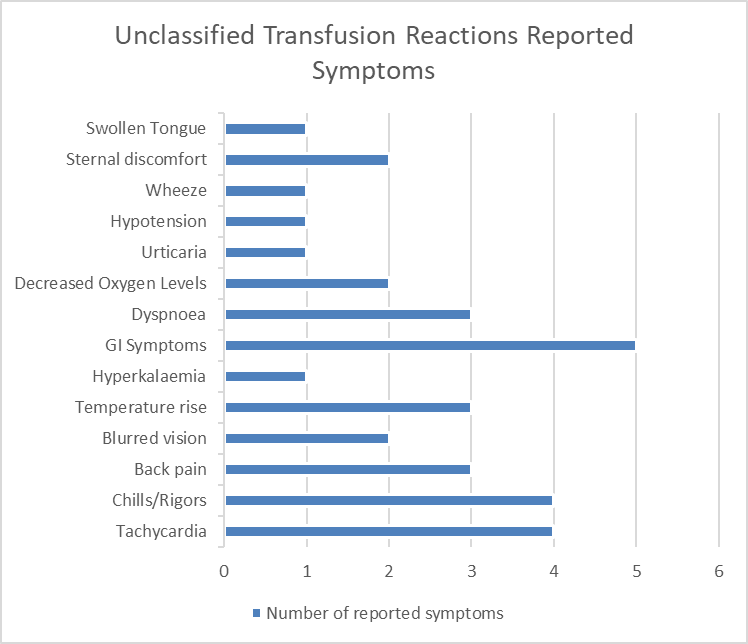 Unclassified Transfusion Reactions Reported
Symptoms
Swollen Tongue
Sternal discomfort
Wheeze
Hypotension
Urticaria
Decreased Oxygen Levels
Dyspnoea
GI Symptoms
Hyperkalaemia
Temperature rise
Blurred vision
Back pain
Chills/Rigors
Tachycardia
0 1 2 3 4 5 6
Number of reported symptoms